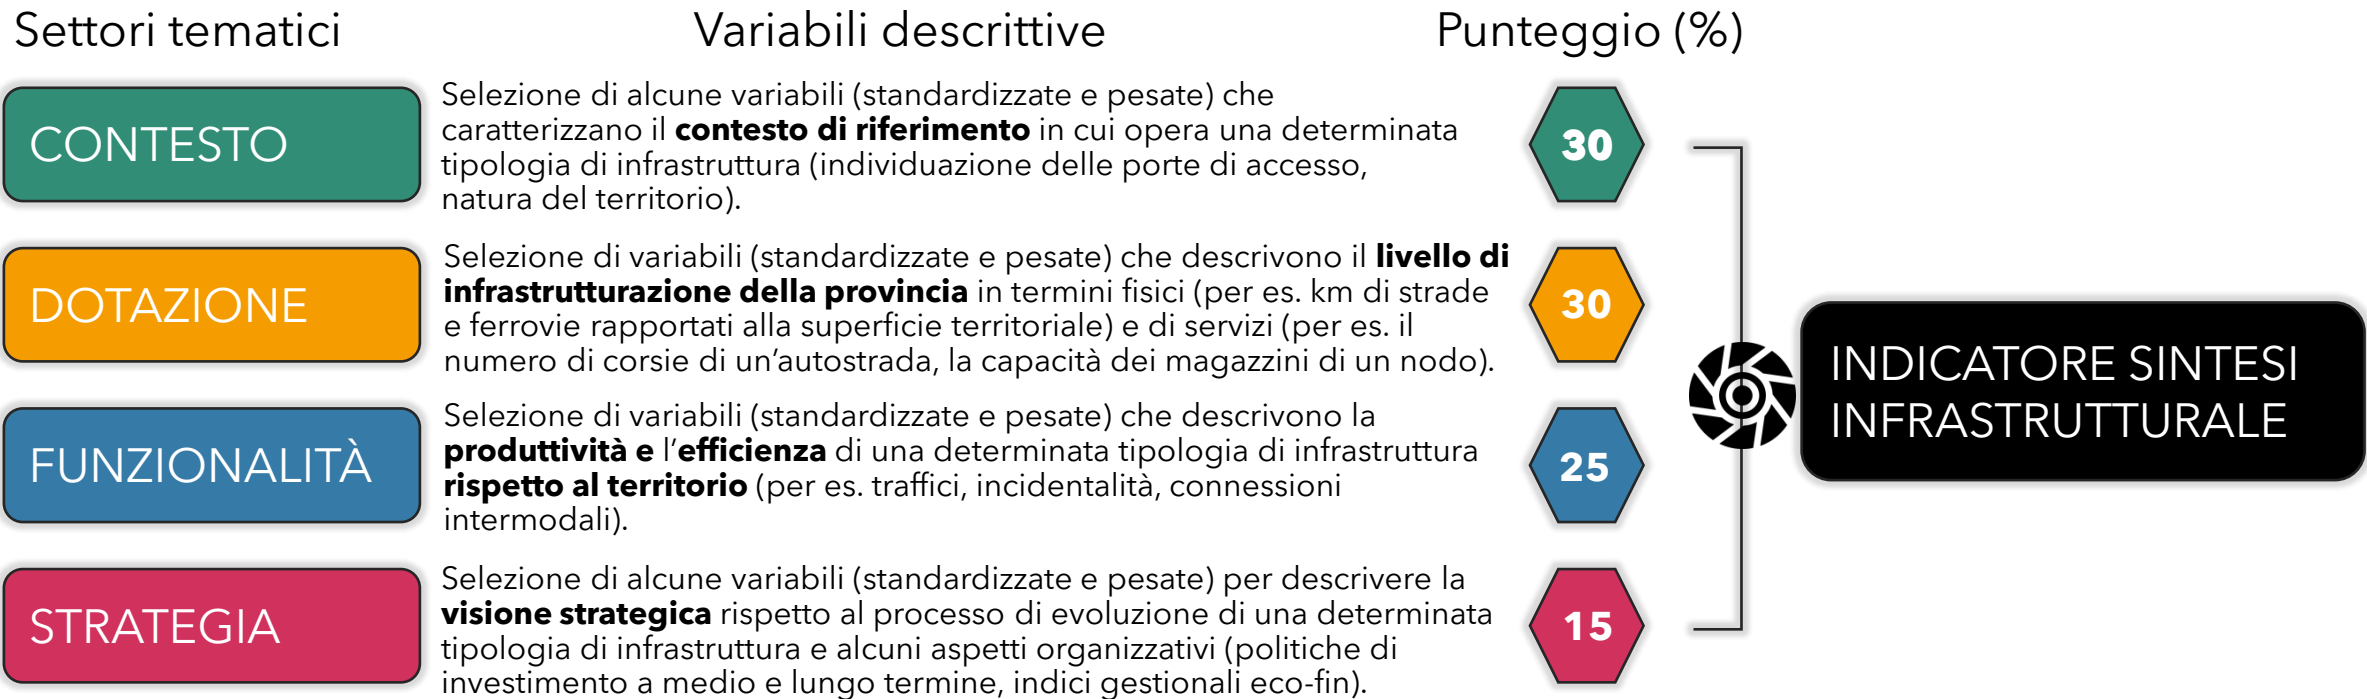 Settori tematici
Variabili descrittive
Punteggio (%)
CONTESTO
Selezione di alcune variabili (standardizzate e pesate) che
caratterizzano il contesto di riferimento in cui opera una determinata
tipologia di infrastruttura (individuazione delle porte di accesso,
natura del territorio).
30
DOTAZIONE
Selezione di variabili (standardizzate e pesate) che descrivono il livello di
infrastrutturazione della provincia in termini fisici (per es. km di strade
e ferrovie rapportati alla superficie territoriale) e di servizi (per es. il
numero di corsie di un'autostrada, la capacità dei magazzini di un nodo).
30
FUNZIONALITÀ
Selezione di variabili (standardizzate e pesate) che descrivono la
produttività e l'efficienza di una determinata tipologia di infrastruttura
rispetto al territorio (per es. traffici, incidentalità, connessioni
intermodali).
25
STRATEGIA
Selezione di alcune variabili (standardizzate e pesate) per descrivere la
visione strategica rispetto al processo di evoluzione di una determinata
tipologia di infrastruttura e alcuni aspetti organizzativi (politiche di
investimento a medio e lungo termine, indici gestionali eco-fin).
15
INDICATORE SINTESI
INFRASTRUTTURALE